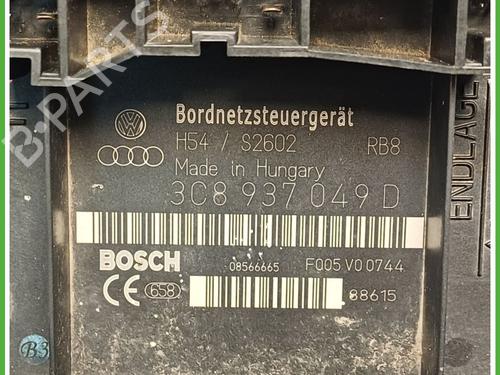 B-PARTS
Bordnetzsteuergerät
H54 / S2602 RB8
Made in Hungary
3C8 937 049 D
BOSCH 08566665 F005 V0 0744
CE 658 88615
ENDLAGE
B3